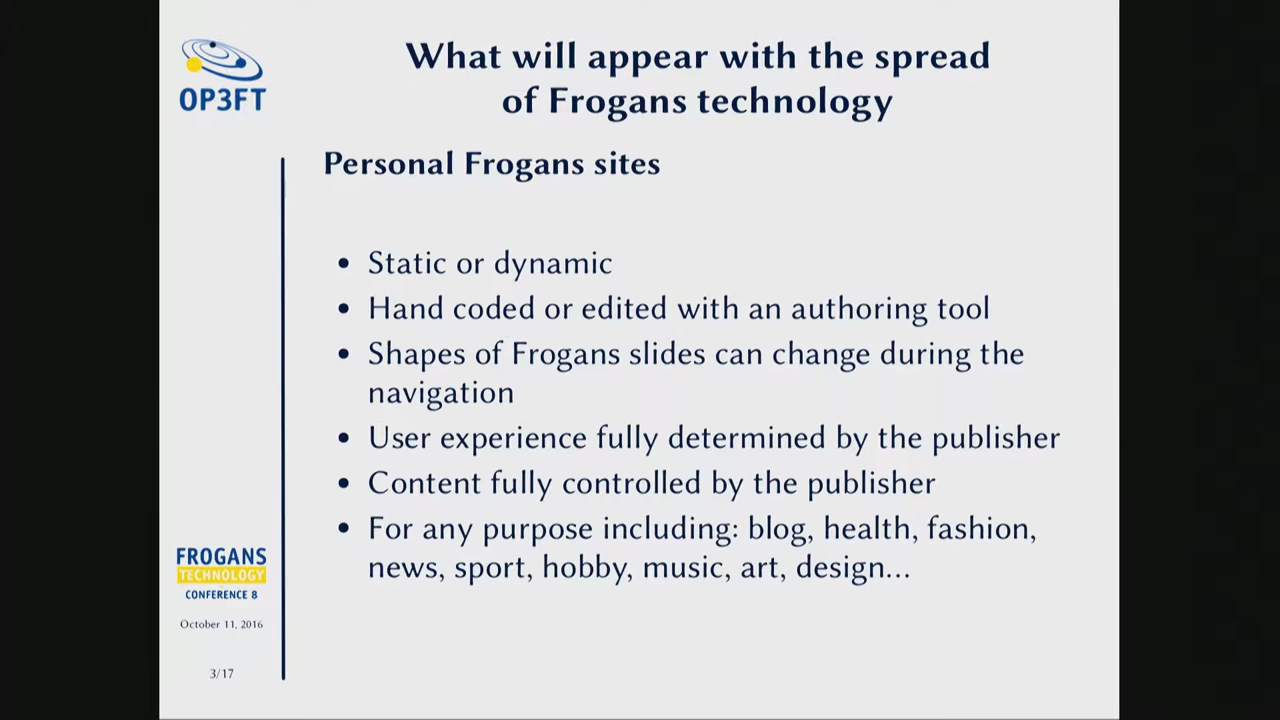 OP3FT
What will appear with the spread
of Frogans technology
Personal Frogans sites
• Static or dynamic
• Hand coded or edited with an authoring tool
• Shapes of Frogans slides can change during the
navigation
• User experience fully determined by the publisher
• Content fully controlled by the publisher
• For any purpose including: blog, health, fashion,
news, sport, hobby, music, art, design...
FROGANS
TECHNOLOGY
CONFERENCE 8
October 11, 2016
3/17